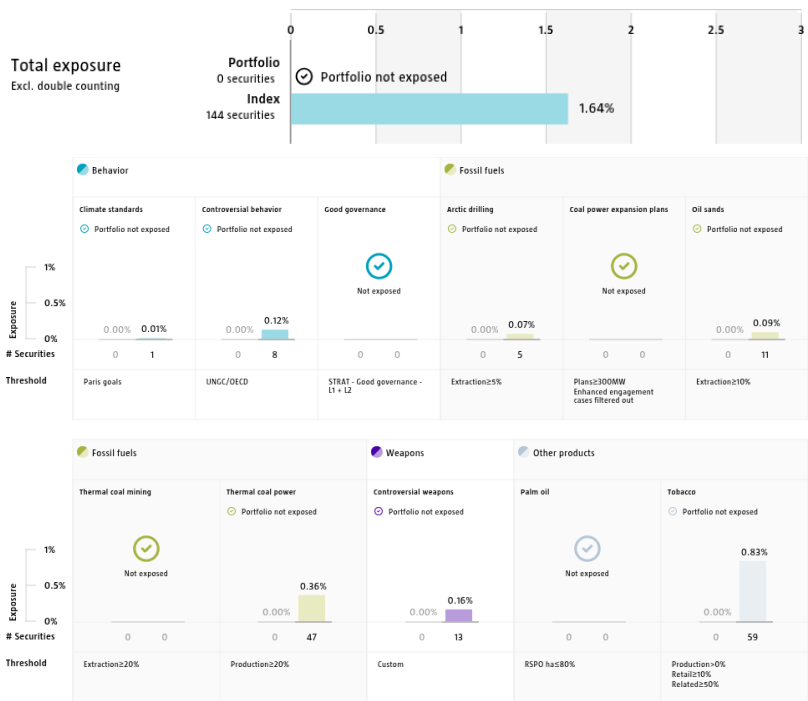 0 0.5 1 1.5 2 2.5 3
Total exposure
Excl. double counting
Portfolio
0 securities
Portfolio not exposed
Index
144 securities
1.64%
Behavior
Fossil fuels
Climate standards
Controversial behavior
Good governance
Arctic drilling
Coal power expansion plans
Oil sands
Portfolio not exposed
Portfolio not exposed
Portfolio not exposed
Portfolio not exposed
Not exposed
Not exposed
Exposure
1%
0.5%
0%
0.00% 0.01%
0.00% 0.12%
0.00% 0.07%
0.00% 0.09%
# Securities
0 1
0 8
0 0
0 5
0 0
0 11
Threshold
Paris goals
UNGC/OECD
STRAT - Good governance -
L1 + L2
Extraction≥5%
Plans≥300MW
Enhanced engagement
cases filtered out
Extraction≥10%
Fossil fuels
Weapons
Other products
Thermal coal mining
Thermal coal power
Controversial weapons
Palm oil
Tobacco
Portfolio not exposed
Portfolio not exposed
Portfolio not exposed
Not exposed
Not exposed
Exposure
1%
0.5%
0%
0.00% 0.36%
0.00% 0.16%
0.00% 0.83%
# Securities
0 0
0 47
0 13
0 0
0 59
Threshold
Extraction≥20%
Production≥20%
Custom
RSPO ha≤80%
Production>0%
Retail≥10%
Related≥50%